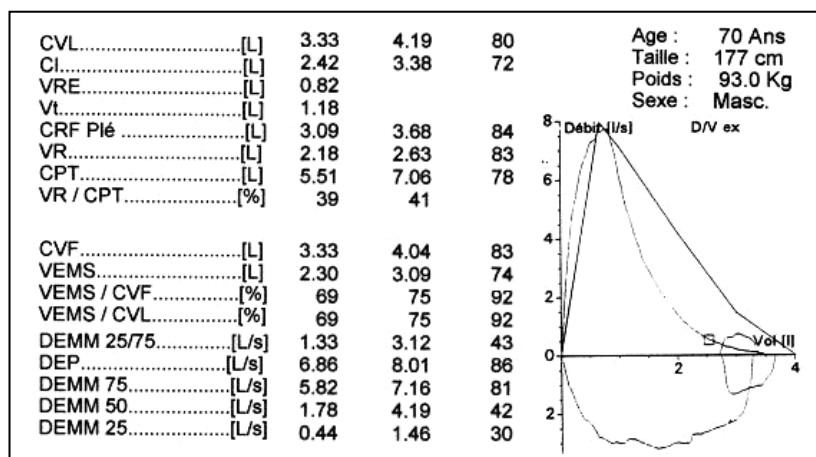 CVL.............................[L] 3.33 4.19 80
CI................................[L] 2.42 3.38 72
VRE............................[L] 0.82
Vt................................[L] 1.18
CRF Plé .....................[L] 3.09 3.68 84
VR..............................[L] 2.18 2.63 83
CPT............................[L] 5.51 7.06 78
VR / CPT...................[%] 39 41
CVF............................[L] 3.33 4.04 83
VEMS.........................[L] 2.30 3.09 74
VEMS / CVF..............[%] 69 75 92
VEMS / CVL..............[%] 69 75 92
DEMM 25/75.............[L/s] 1.33 3.12 43
DEP...........................[L/s] 6.86 8.01 86
DEMM 75..................[L/s] 5.82 7.16 81
DEMM 50..................[L/s] 1.78 4.19 42
DEMM 25..................[L/s] 0.44 1.46 30
Age : 70 Ans
Taille : 177 cm
Poids : 93.0 Kg
Sexe : Masc.
8 Débit [l/s] D/V ex
6
4
2
0 Vol [l]
2 4
2